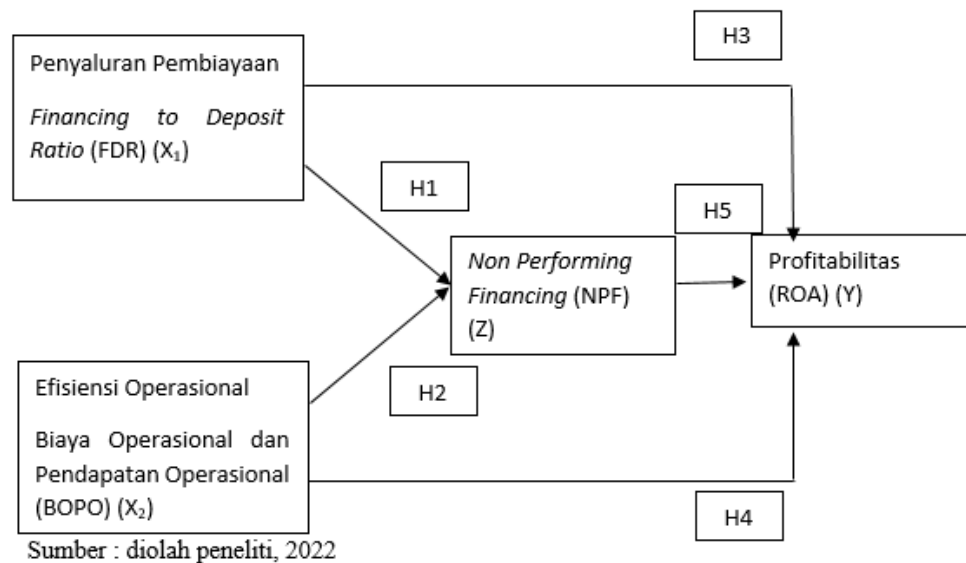 H3
Penyaluran Pembiayaan
Financing to Deposit
Ratio (FDR) (X₁)
H1
H5
Non Performing
Financing (NPF)
(Z)
Profitabilitas
(ROA) (Y)
Efisiensi Operasional
Biaya Operasional dan
Pendapatan Operasional
(BOPO) (X₂)
H2
H4
Sumber : diolah peneliti, 2022